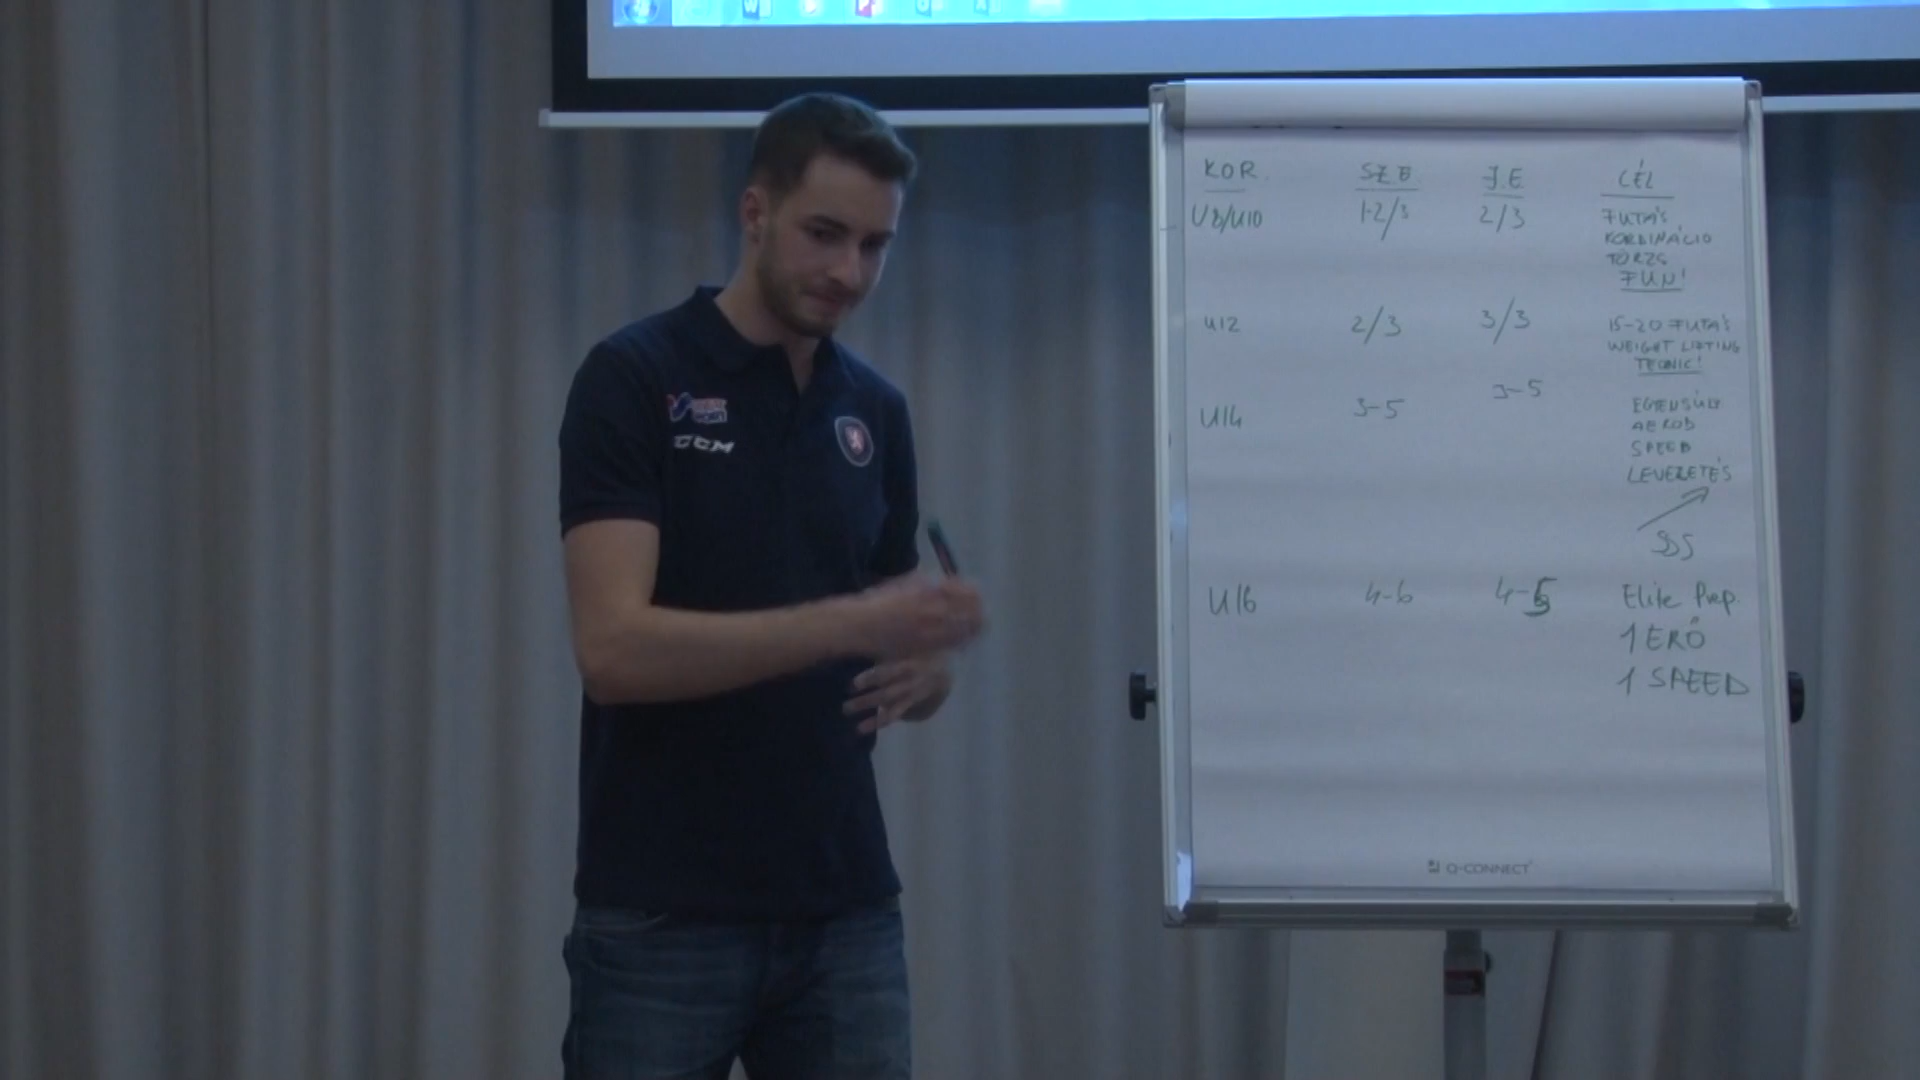 CCM
KOR. SZ.E. J.E. CÉL
U8/U10 1-2/3 2/3 FUTÁS
KORDINÁCIO
TÖRZS
FUN!
U12 2/3 3/3 15-20 FUTÁS
WEIGHT LIFTING
TECNIC!
U14 3-5 3-5 EGYENSÚLY
AEROB
SPEED
LEVEZETÉS
U16 4-6 4-5 Elite Prep.
1 ERŐ
1 SPEED
Q-CONNECT